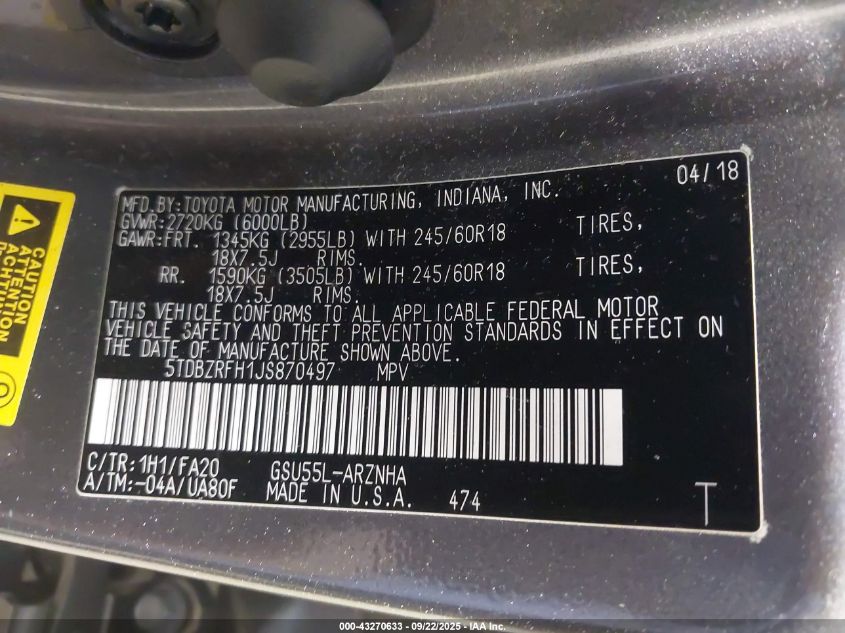 04/18
MFD.BY:TOYOTA MOTOR MANUFACTURING, INDIANA, INC.
GVWR:2720KG (6000LB)
GAWR:FRT. 1345KG (2955LB) WITH 245/60R18 TIRES,
18X7.5J RIMS.
RR. 1590KG (3505LB) WITH 245/60R18 TIRES,
18X7.5J RIMS.
THIS VEHICLE CONFORMS TO ALL APPLICABLE FEDERAL MOTOR
VEHICLE SAFETY AND THEFT PREVENTION STANDARDS IN EFFECT ON
THE DATE OF MANUFACTURE SHOWN ABOVE.
5TDBZRFH1JS870497 MPV
C/TR:1H1/FA20 GSU55L-ARZNHA
A/TM:-04A/UA80F MADE IN U.S.A. 474
T
CAUTION
ATTENTION
ACHTUNG
000-43270633 - 09/22/2025 - IAA Inc.